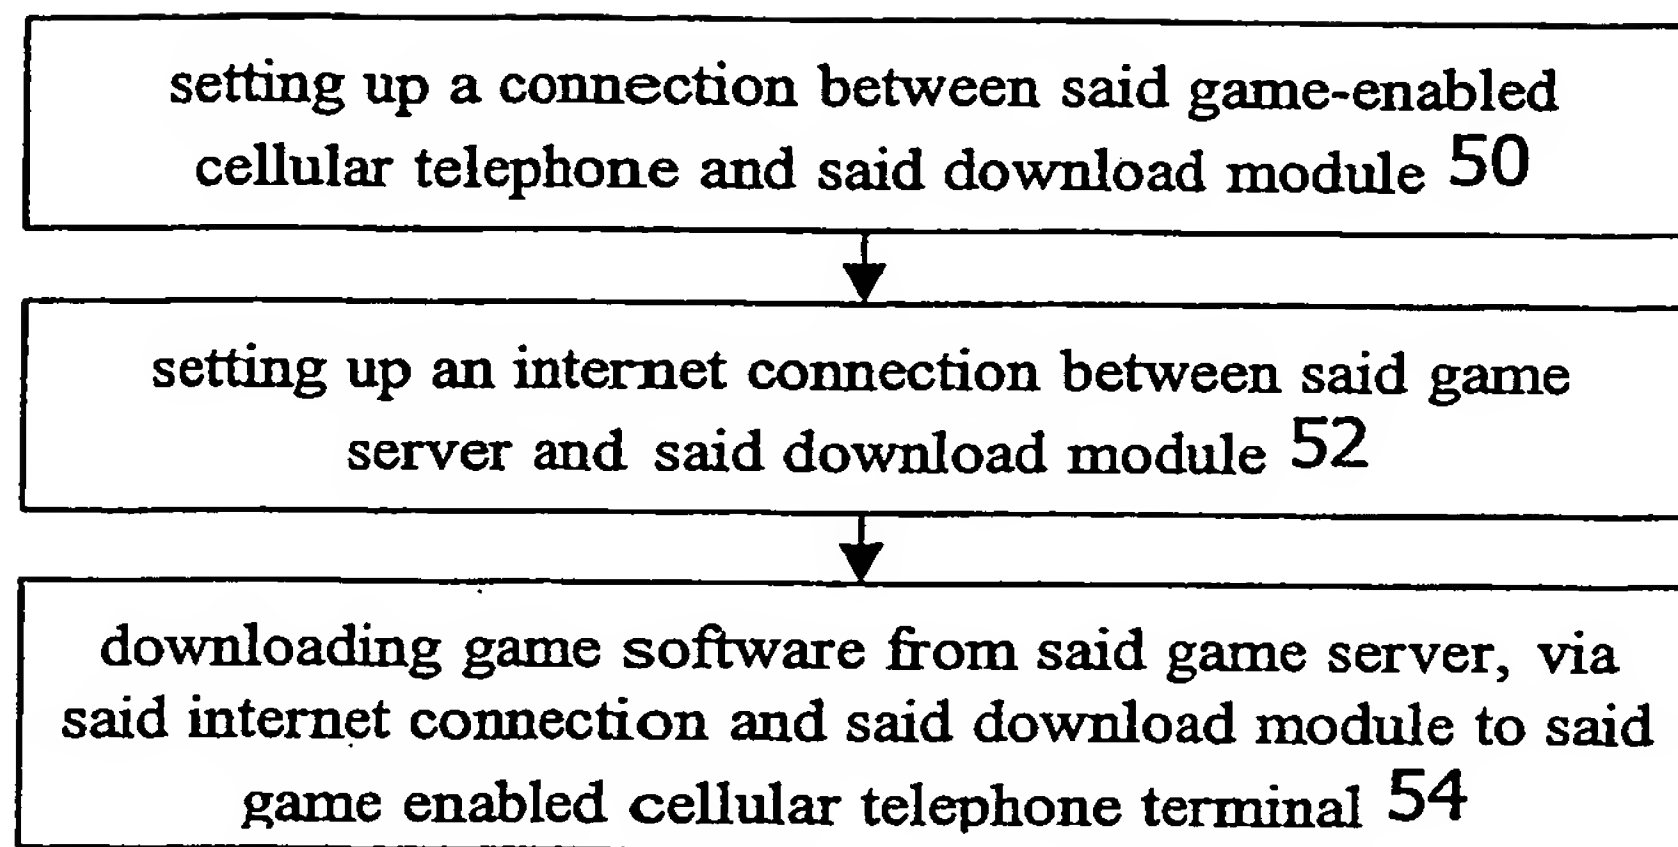 setting up a connection between said game-enabled
cellular telephone and said download module 50
setting up an internet connection between said game
server and said download module 52
downloading game software from said game server, via
said internet connection and said download module to said
game enabled cellular telephone terminal 54